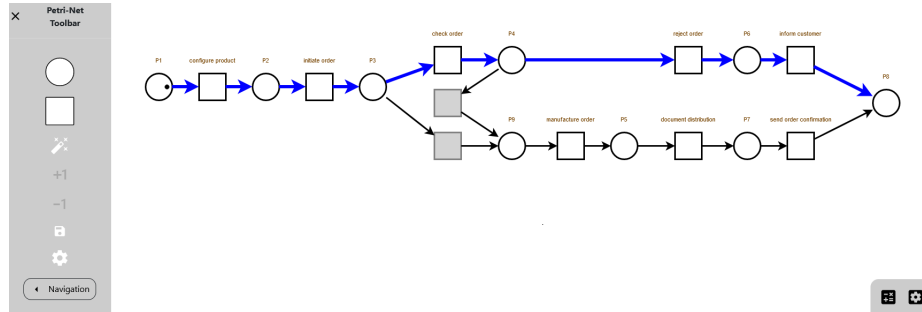 Petri-Net
Toolbar
+1
−1
Navigation
check order
P4
reject order
P6
inform customer
P1
configure product
P2
initiate order
P3
P8
P9
manufacture order
P5
document distribution
P7
send order confirmation